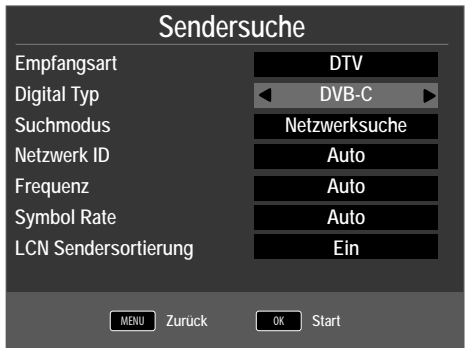 Sendersuche
Empfangsart DTV
Digital Typ DVB-C
Suchmodus Netzwerksuche
Netzwerk ID Auto
Frequenz Auto
Symbol Rate Auto
LCN Sendersortierung Ein
MENU Zurück OK Start